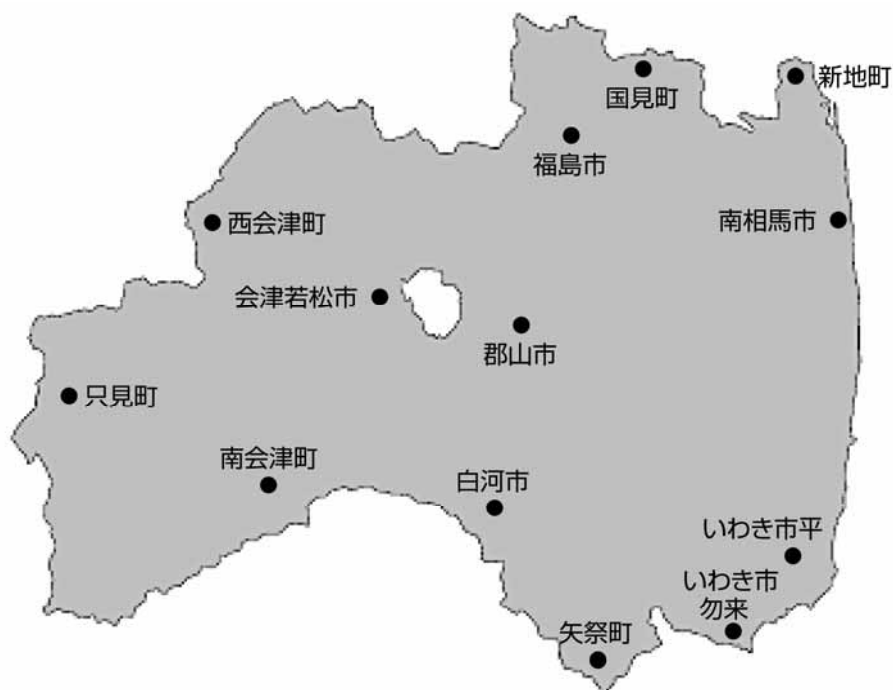 国見町
新地町
福島市
西会津町
南相馬市
会津若松市
郡山市
只見町
南会津町
白河市
いわき市平
いわき市
勿来
矢祭町